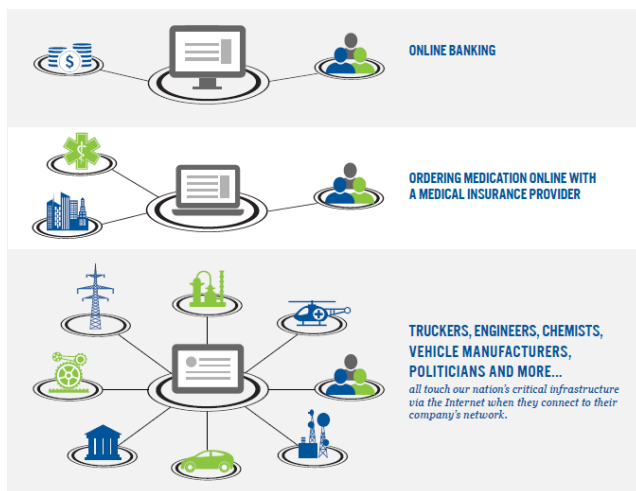 $
ONLINE BANKING
ORDERING MEDICATION ONLINE WITH
A MEDICAL INSURANCE PROVIDER
TRUCKERS, ENGINEERS, CHEMISTS,
VEHICLE MANUFACTURERS,
POLITICIANS AND MORE...
all touch our nation's critical infrastructure
via the Internet when they connect to their
company's network.